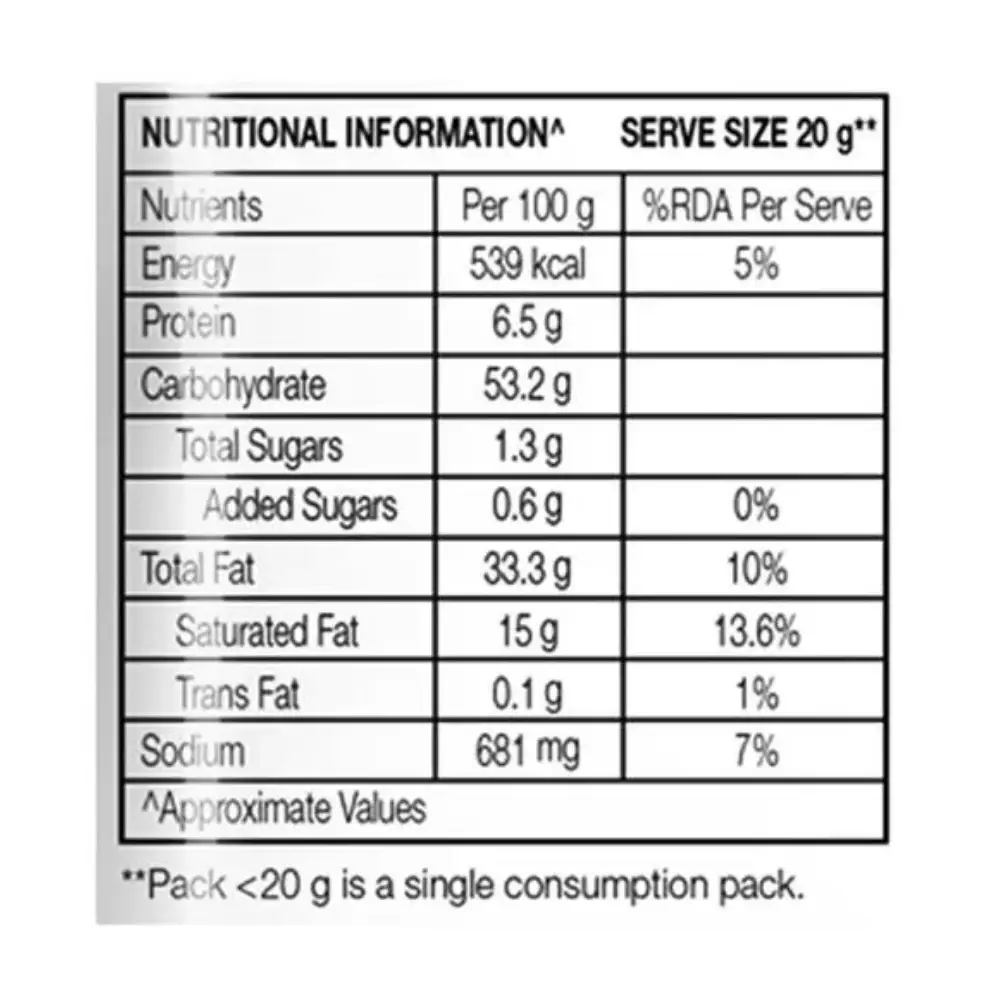 NUTRITIONAL INFORMATION^ SERVE SIZE 20 g**
Nutrients Per 100 g %RDA Per Serve
Energy 539 kcal 5%
Protein 6.5 g
Carbohydrate 53.2 g
Total Sugars 1.3 g
Added Sugars 0.6 g 0%
Total Fat 33.3 g 10%
Saturated Fat 15 g 13.6%
Trans Fat 0.1 g 1%
Sodium 681 mg 7%
^Approximate Values
**Pack <20 g is a single consumption pack.